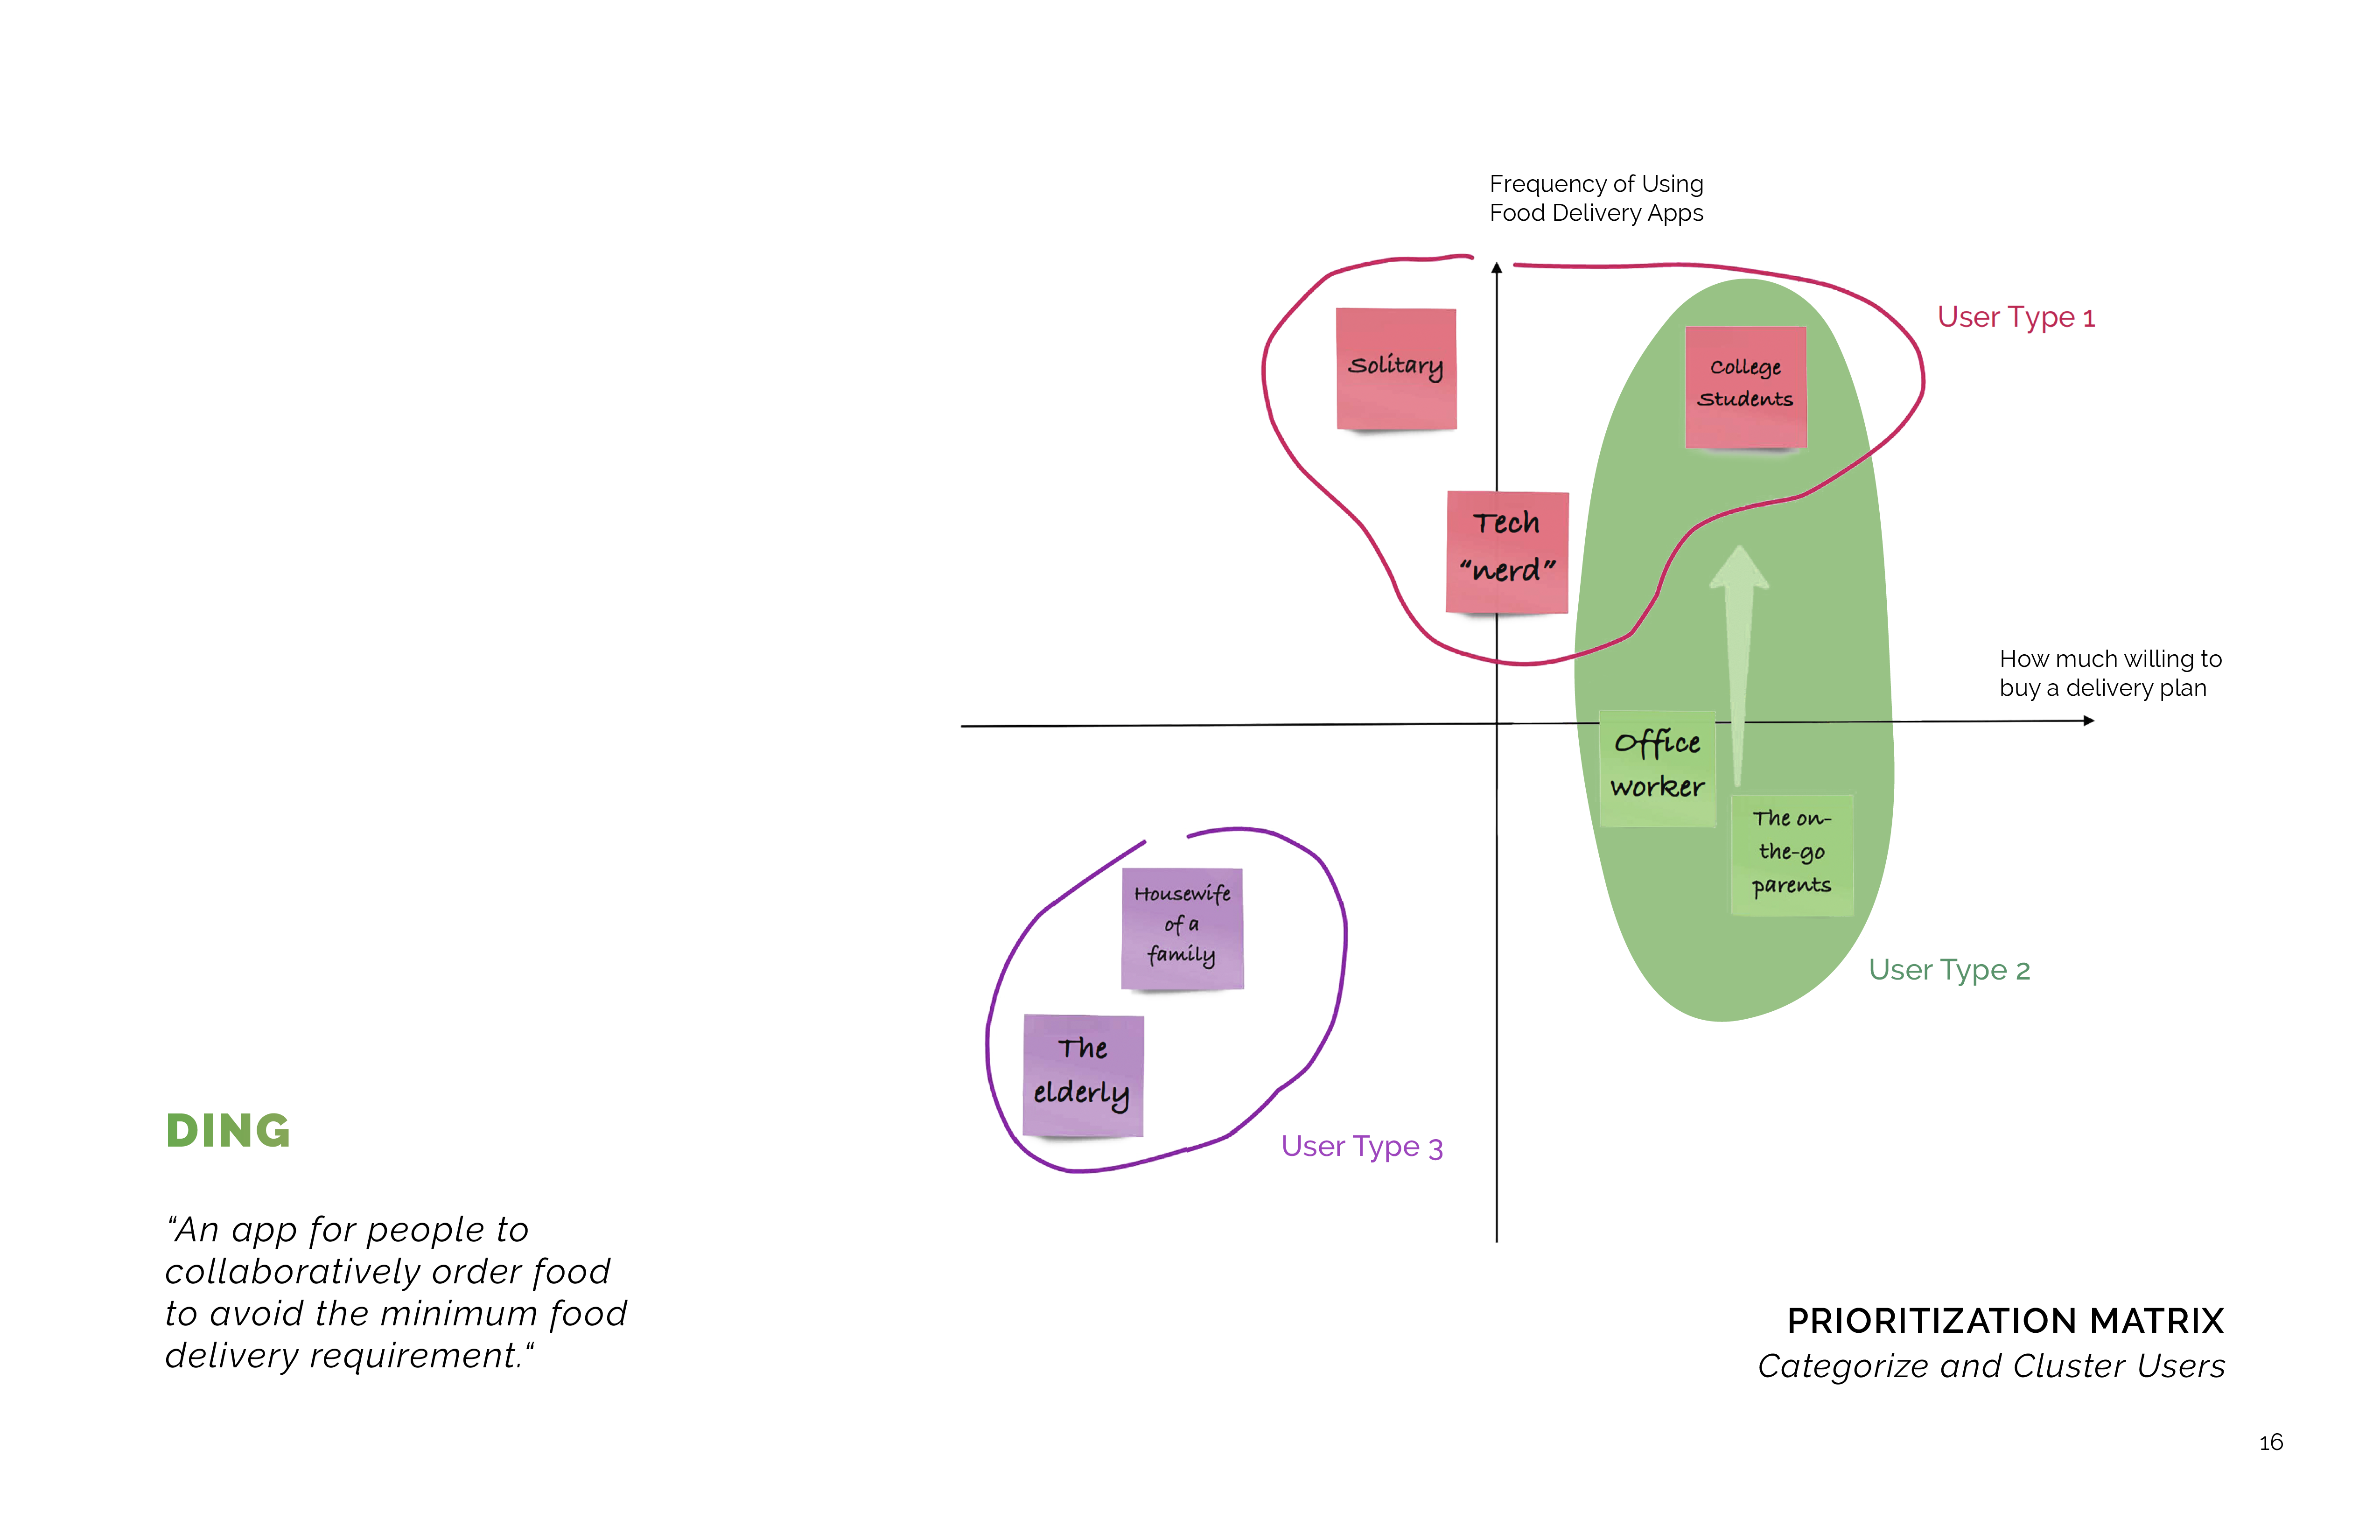 Frequency of Using
Food Delivery Apps
User Type 1
Solitary
College
Students
Tech
“nerd”
How much willing to
buy a delivery plan
Office
worker
The on-
the-go
parents
User Type 2
Housewife
of a
family
The
elderly
User Type 3
DING
“An app for people to
collaboratively order food
to avoid the minimum food
delivery requirement.“
PRIORITIZATION MATRIX
Categorize and Cluster Users
16